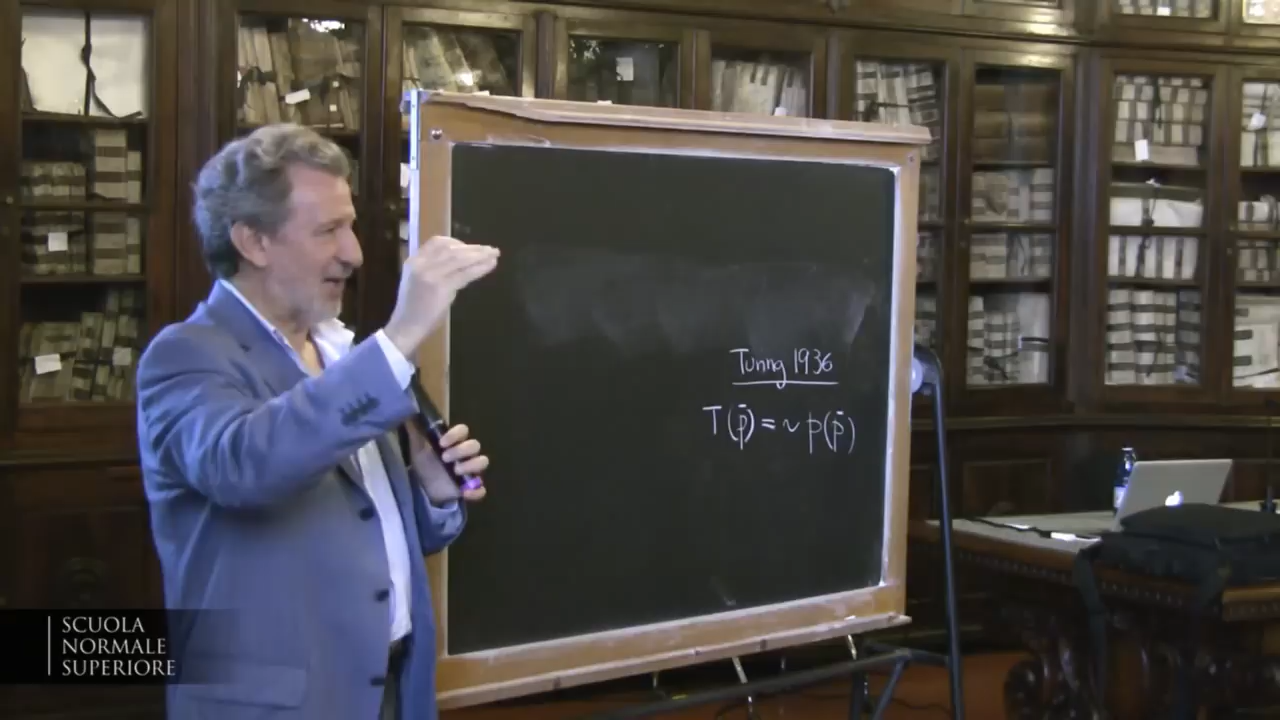 Turing 1936
T(p̄) = ~ p(p̄)
SCUOLA
NORMALE
SUPERIORE